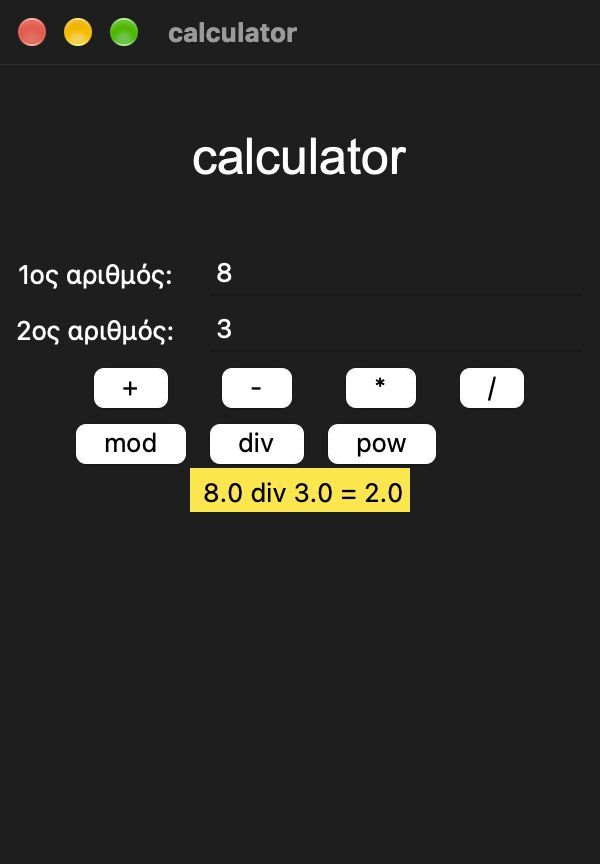 calculator
calculator
1ος αριθμός: 8
2ος αριθμός: 3
+ - * /
mod div pow
8.0 div 3.0 = 2.0